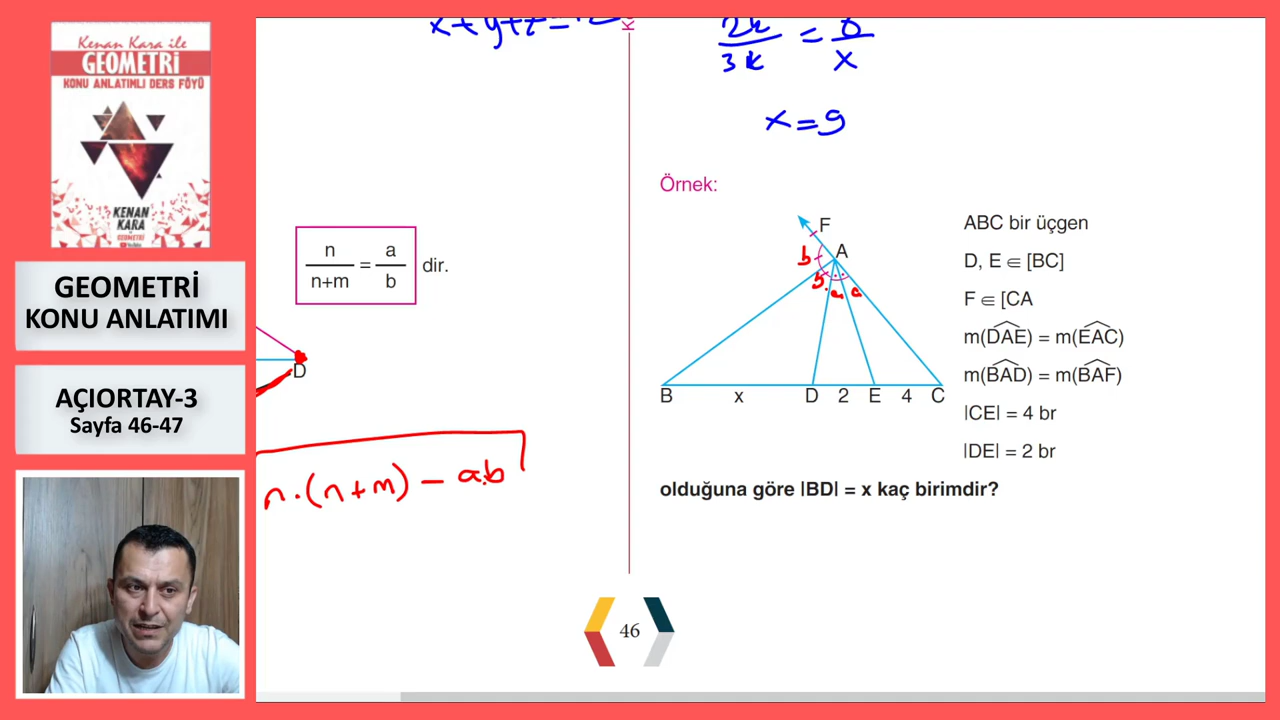 Kenan Kara ile
GEOMETRİ
KONU ANLATIMLI DERS FÖYÜ
KENAN
KARA
GEOMETRİ
GEOMETRİ
KONU ANLATIMI
AÇIORTAY-3
Sayfa 46-47
x+y+z=12
n
n+m
=
a
b
dir.
D
n.(n+m) - a.b
2k
3k
=
6
x
x=9
Örnek:
F
A
b
b
a
a
B
x
D
2
E
4
C
ABC bir üçgen
D, E ∈ [BC]
F ∈ [CA
m(DAE) = m(EAC)
m(BAD) = m(BAF)
|CE| = 4 br
|DE| = 2 br
olduğuna göre |BD| = x kaç birimdir?
46